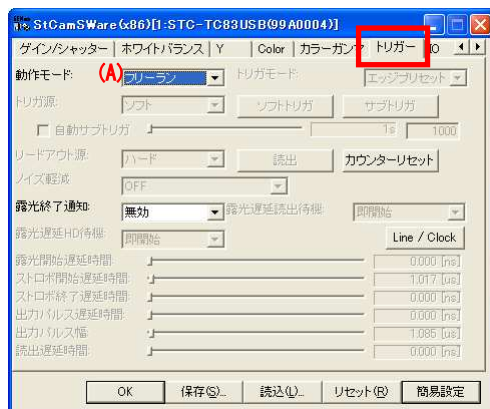 StCamSWare(x86)[1:STC-TC83USB(99A0004)]
ゲイン/シャッター ホワイトバランス Y Color カラーガンマ トリガー IO
動作モード: (A) フリーラン トリガモード: エッジプリセット
トリガ源: ソフト ソフトトリガ サブトリガ
自動サブトリガ 1s 1000
リードアウト源: ハード 読出 カウンターリセット
ノイズ軽減 OFF
露光終了通知: 無効 露光遅延読出待機: 即開始
露光遅延HD待機: 即開始 Line / Clock
露光開始遅延時間: 0.000 [ns]
ストロボ開始遅延時間: 1.017 [us]
ストロボ終了遅延時間: 0.000 [ns]
出力パルス遅延時間: 0.000 [ns]
出力パルス幅: 1.085 [us]
読出遅延時間: 0.000 [ns]
OK 保存(S)... 読込(L)... リセット(R) 簡易設定